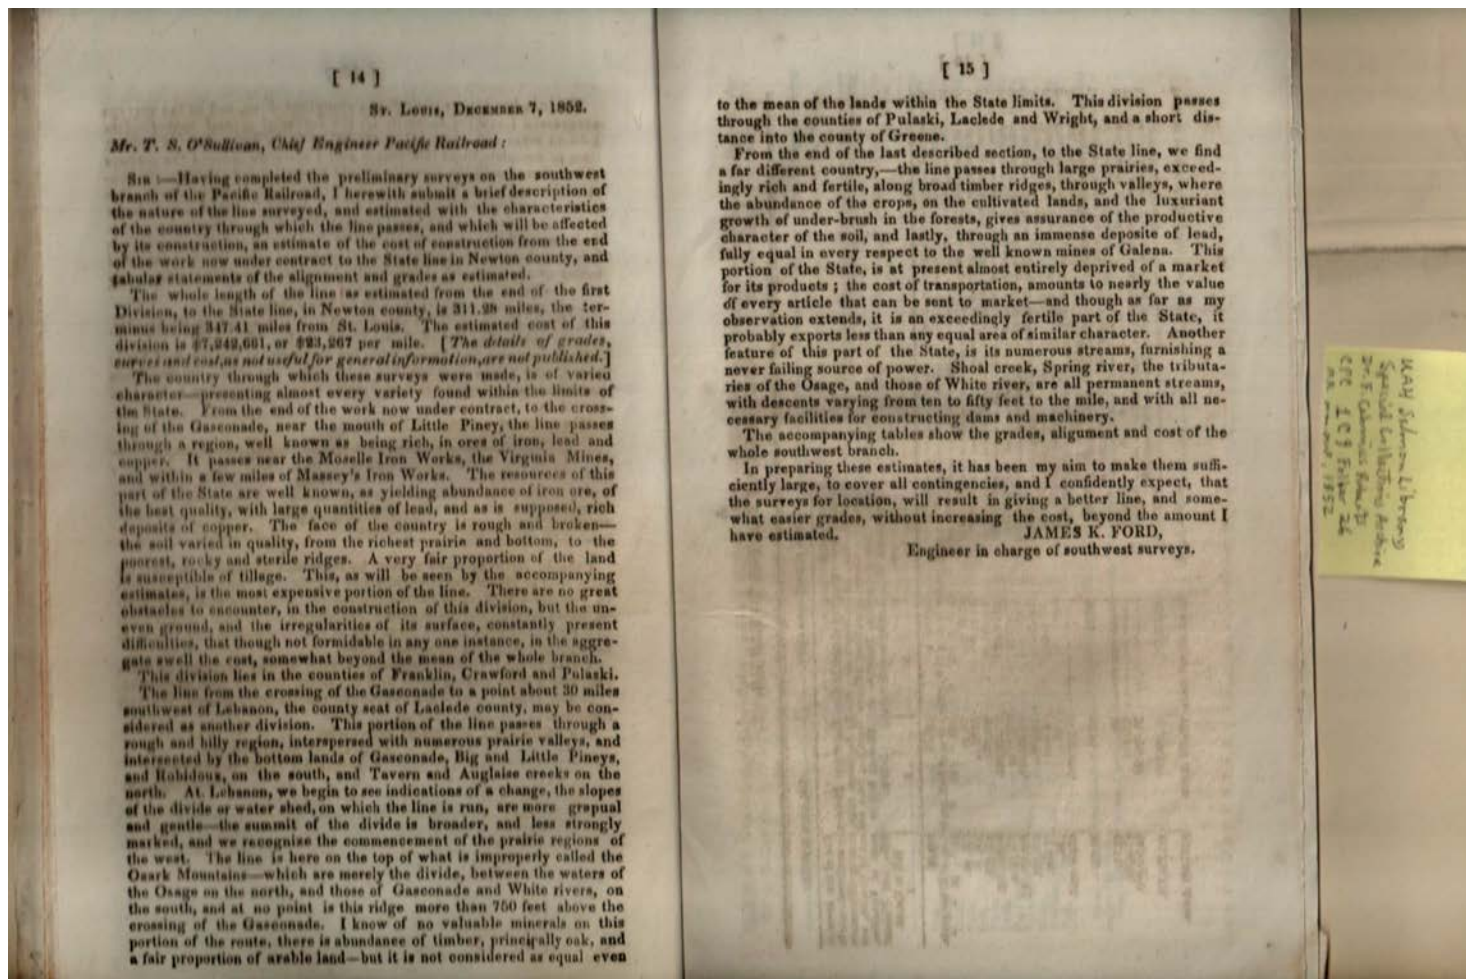 [ 14 ]
St. Louis, December 7, 1852.
Mr. T. S. O'Sullivan, Chief Engineer Pacific Railroad:
Sir:—Having completed the preliminary surveys on the southwest
branch of the Pacific Railroad, I herewith submit a brief description of
the nature of the line surveyed, and estimated with the characteristics
of the country through which the line passes, and which will be affected
by its construction, an estimate of the cost of construction from the end
of the work now under contract to the State line in Newton county, and
tabular statements of the alignment and grades as estimated.
The whole length of the line as estimated from the end of the first
Division, to the State line, in Newton county, is 311.28 miles, the ter-
minus being 347.41 miles from St. Louis. The estimated cost of this
division is $7,242,661, or $23,267 per mile. [The details of grades,
curves and cost, as not useful for general information, are not published.]
The country through which these surveys were made, is of varied
character—presenting almost every variety found within the limits of
the State. From the end of the work now under contract, to the cross-
ing of the Gasconade, near the mouth of Little Piney, the line passes
through a region, well known as being rich, in ores of iron, lead and
copper. It passes near the Moselle Iron Works, the Virginia Mines,
and within a few miles of Massey's Iron Works. The resources of this
part of the State are well known, as yielding abundance of iron ore, of
the best quality, with large quantities of lead, and as is supposed, rich
deposits of copper. The face of the country is rough and broken—
the soil varied in quality, from the richest prairie and bottom, to the
poorest, rocky and sterile ridges. A very fair proportion of the land
is susceptible of tillage. This, as will be seen by the accompanying
estimates, is the most expensive portion of the line. There are no great
obstacles to encounter, in the construction of this division, but the un-
even ground, and the irregularities of its surface, constantly present
difficulties, that though not formidable in any one instance, in the aggre-
gate swell the cost, somewhat beyond the mean of the whole branch.
This division lies in the counties of Franklin, Crawford and Pulaski.
The line from the crossing of the Gasconade to a point about 30 miles
southwest of Lebanon, the county seat of Laclede county, may be con-
sidered as another division. This portion of the line passes through a
rough and hilly region, interspersed with numerous prairie valleys, and
intersected by the bottom lands of Gasconade, Big and Little Pineys,
and Robidoux, on the south, and Tavern and Auglaise creeks on the
north. At Lebanon, we begin to see indications of a change, the slopes
of the divide or water shed, on which the line is run, are more grapual
and gentle—the summit of the divide is broader, and less strongly
marked, and we recognise the commencement of the prairie regions of
the west. The line is here on the top of what is improperly called the
Ozark Mountains—which are merely the divide, between the waters of
the Osage on the north, and those of Gasconade and White rivers, on
the south, and at no point is this ridge more than 750 feet above the
crossing of the Gasconade. I know of no valuable minerals on this
portion of the route, there is abundance of timber, principally oak, and
a fair proportion of arable land—but it is not considered as equal even
[ 15 ]
to the mean of the lands within the State limits. This division passes
through the counties of Pulaski, Laclede and Wright, and a short dis-
tance into the county of Greene.
From the end of the last described section, to the State line, we find
a far different country,—the line passes through large prairies, exceed-
ingly rich and fertile, along broad timber ridges, through valleys, where
the abundance of the crops, on the cultivated lands, and the luxuriant
growth of under-brush in the forests, gives assurance of the productive
character of the soil, and lastly, through an immense deposite of lead,
fully equal in every respect to the well known mines of Galena. This
portion of the State, is at present almost entirely deprived of a market
for its products; the cost of transportation, amounts to nearly the value
of every article that can be sent to market—and though as far as my
observation extends, it is an exceedingly fertile part of the State, it
probably exports less than any equal area of similar character. Another
feature of this part of the State, is its numerous streams, furnishing a
never failing source of power. Shoal creek, Spring river, the tributa-
ries of the Osage, and those of White river, are all permanent streams,
with descents varying from ten to fifty feet to the mile, and with all ne-
cessary facilities for constructing dams and machinery.
The accompanying tables show the grades, aligument and cost of the
whole southwest branch.
In preparing these estimates, it has been my aim to make them suffi-
ciently large, to cover all contingencies, and I confidently expect, that
the surveys for location, will result in giving a better line, and some-
what easier grades, without increasing the cost, beyond the amount I
have estimated. JAMES K. FORD,
Engineer in charge of southwest surveys.
UAH Salmon Library
Special Collections Archive